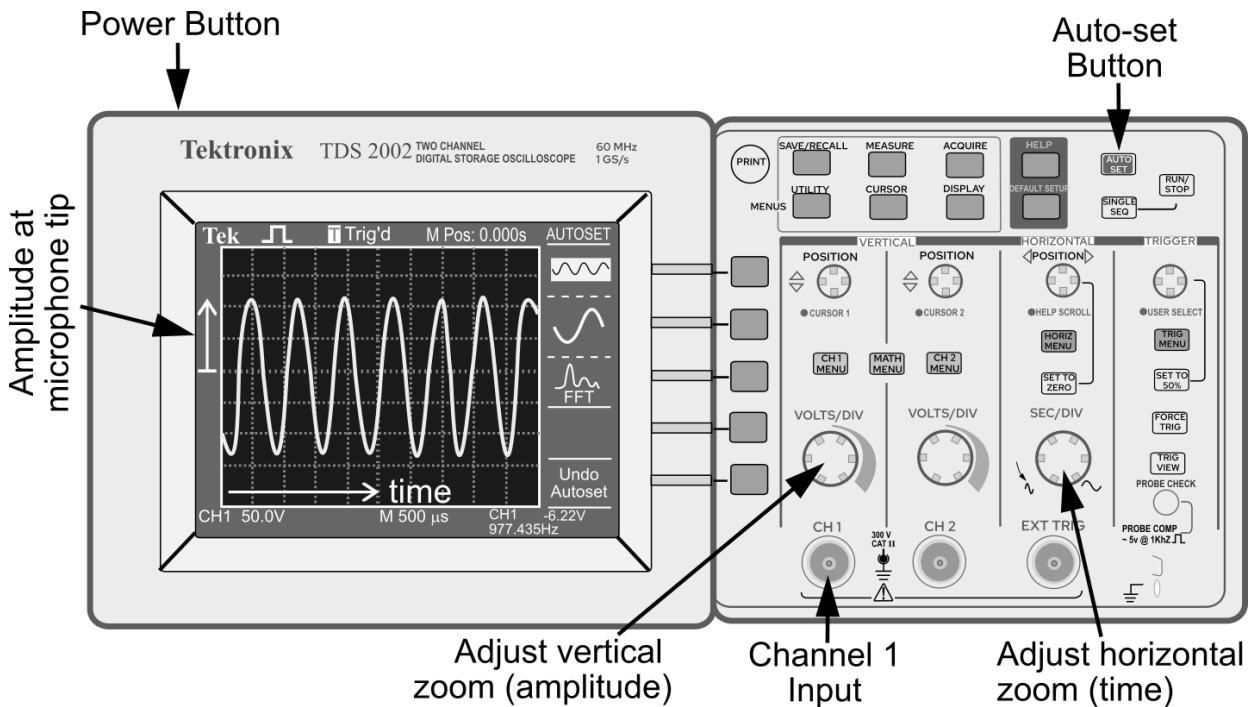 Power Button
Auto-set
Button
Amplitude at
microphone tip
Tektronix
TDS 2002
TWO CHANNEL
DIGITAL STORAGE OSCILLOSCOPE
60 MHz
1 GS/s
Tek
T Trig'd
M Pos: 0.000s
AUTOSET
FFT
Undo
Autoset
time
CH1 50.0V
M 500 µs
CH1
-6.22V
977.435Hz
PRINT
SAVE/RECALL
MEASURE
ACQUIRE
MENUS
UTILITY
CURSOR
DISPLAY
HELP
DEFAULT SETUP
AUTO
SET
RUN/
STOP
SINGLE
SEQ
VERTICAL
HORIZONTAL
TRIGGER
POSITION
POSITION
POSITION
CURSOR 1
CURSOR 2
HELP SCROLL
USER SELECT
CH 1
MENU
MATH
MENU
CH 2
MENU
HORIZ
MENU
TRIG
MENU
SET TO
ZERO
SET TO
50%
VOLTS/DIV
VOLTS/DIV
SEC/DIV
FORCE
TRIG
TRIG
VIEW
PROBE CHECK
CH 1
300 V
CAT II
CH 2
EXT TRIG
PROBE COMP
~ 5v @ 1KhZ
Adjust vertical
zoom (amplitude)
Channel 1
Input
Adjust horizontal
zoom (time)